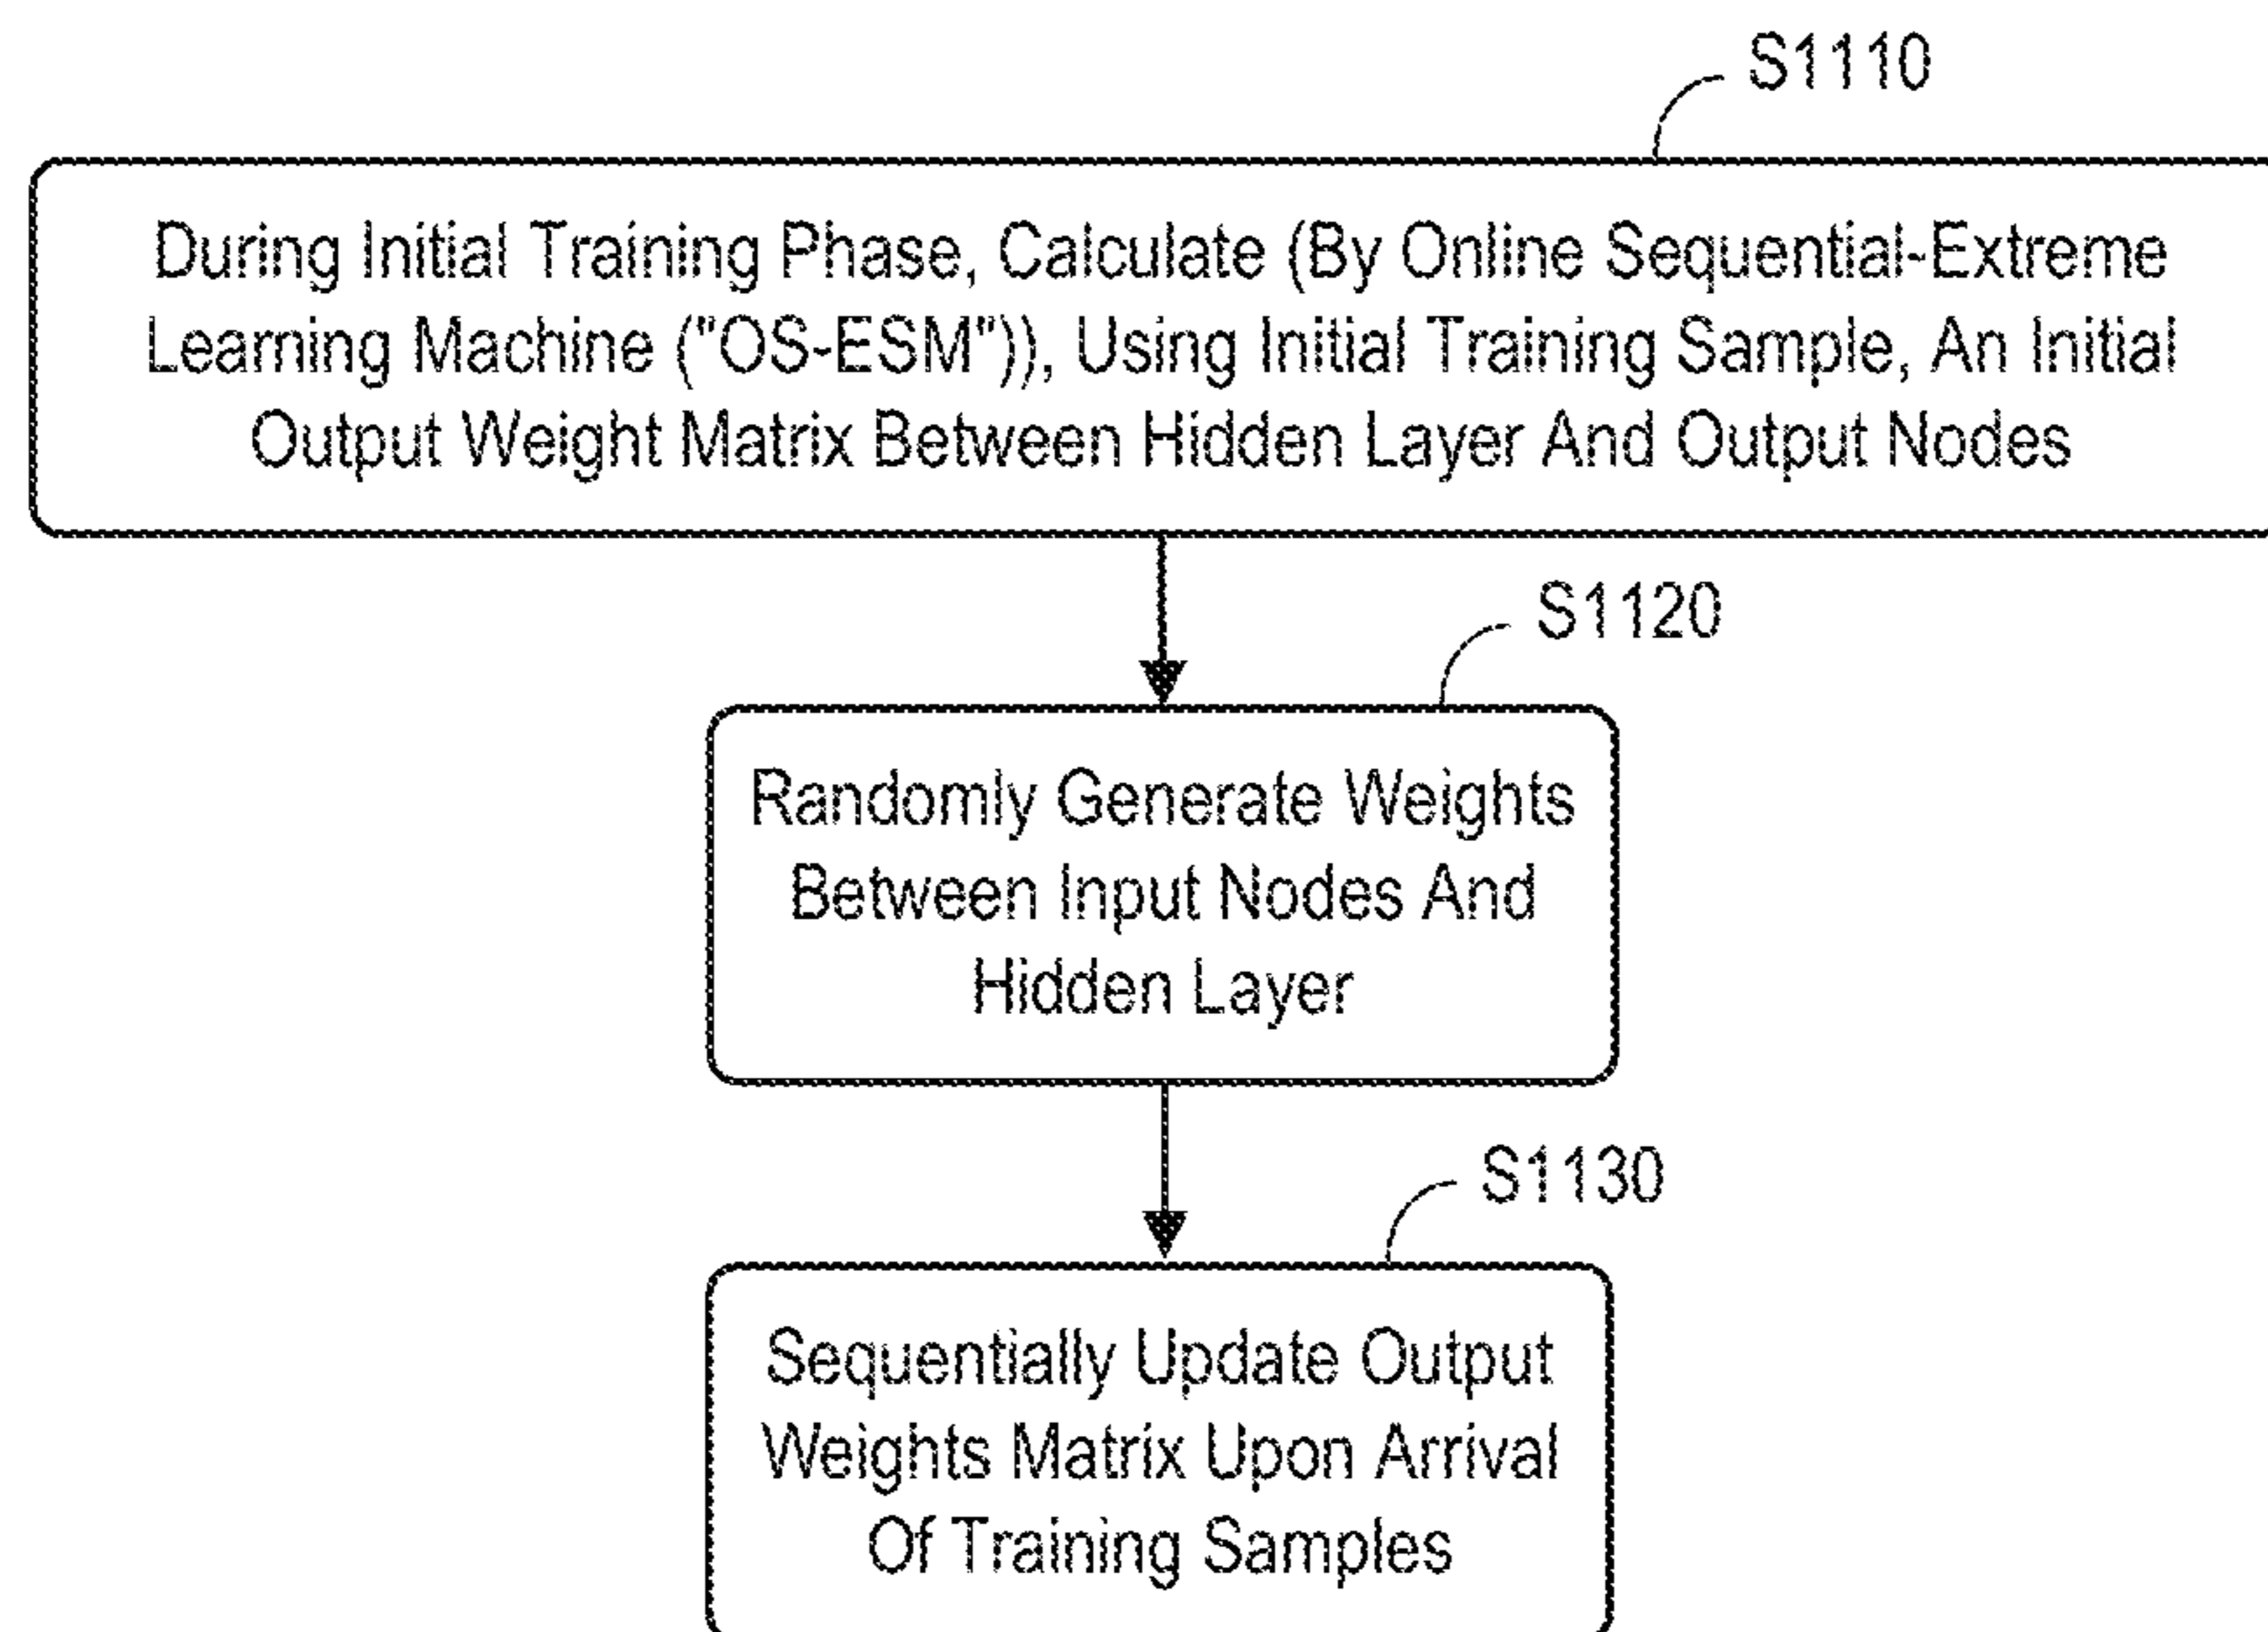 S1110
During Initial Training Phase, Calculate (By Online Sequential-Extreme
Learning Machine ("OS-ESM")), Using Initial Training Sample, An Initial
Output Weight Matrix Between Hidden Layer And Output Nodes
S1120
Randomly Generate Weights
Between Input Nodes And
Hidden Layer
S1130
Sequentially Update Output
Weights Matrix Upon Arrival
Of Training Samples